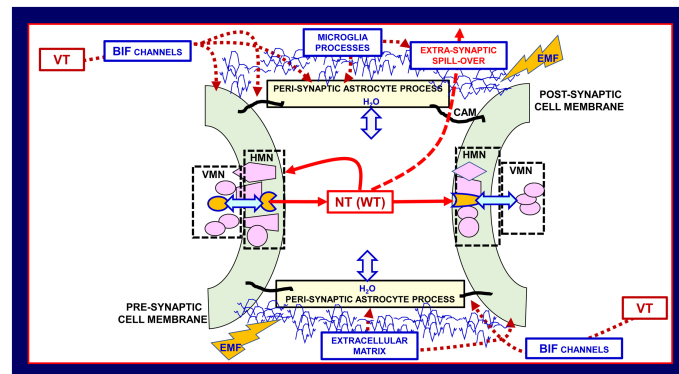 MICROGLIA
PROCESSES
BIF CHANNELS
VT
EXTRA-SYNAPTIC
SPILL-OVER
EMF
PERI-SYNAPTIC ASTROCYTE PROCESS
H₂O
POST-SYNAPTIC
CELL MEMBRANE
CAM
HMN
VMN
HMN
VMN
NT (WT)
H₂O
PERI-SYNAPTIC ASTROCYTE PROCESS
PRE-SYNAPTIC
CELL MEMBRANE
VT
EMF
EXTRACELLULAR
MATRIX
BIF CHANNELS